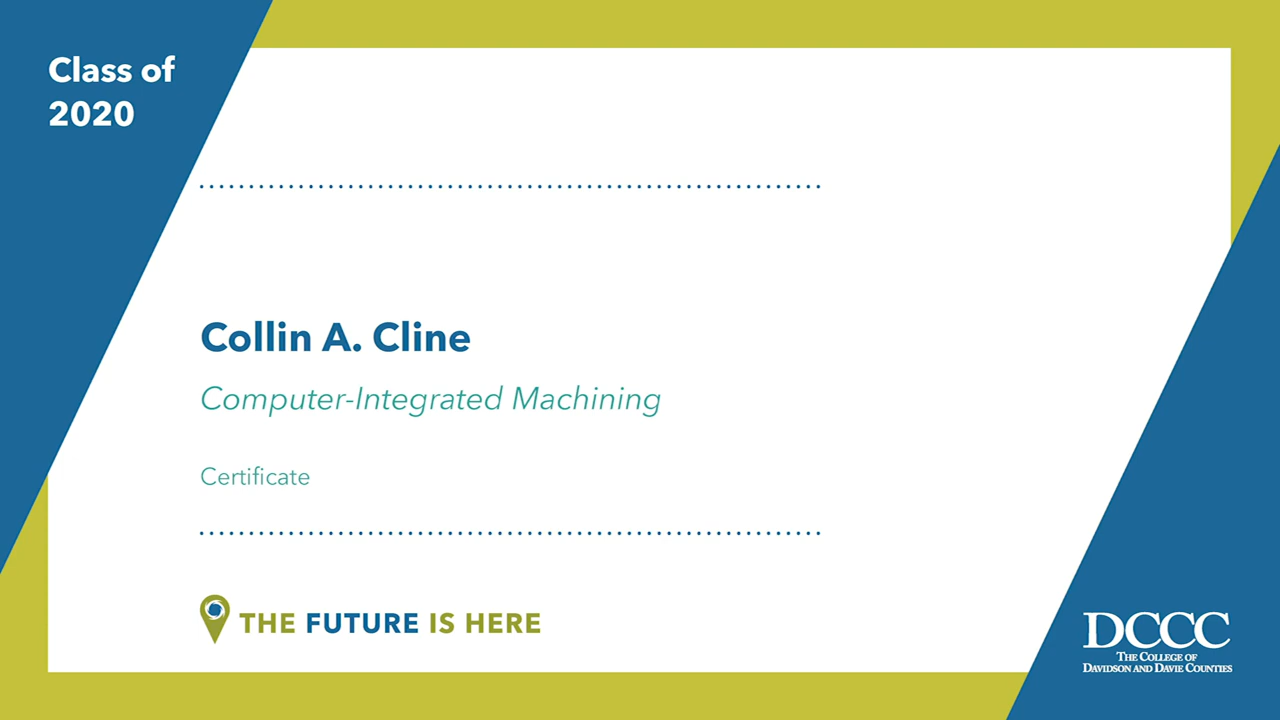 Class of
2020
Collin A. Cline
Computer-Integrated Machining
Certificate
THE FUTURE IS HERE
DCCC
THE COLLEGE OF
DAVIDSON AND DAVIE COUNTIES